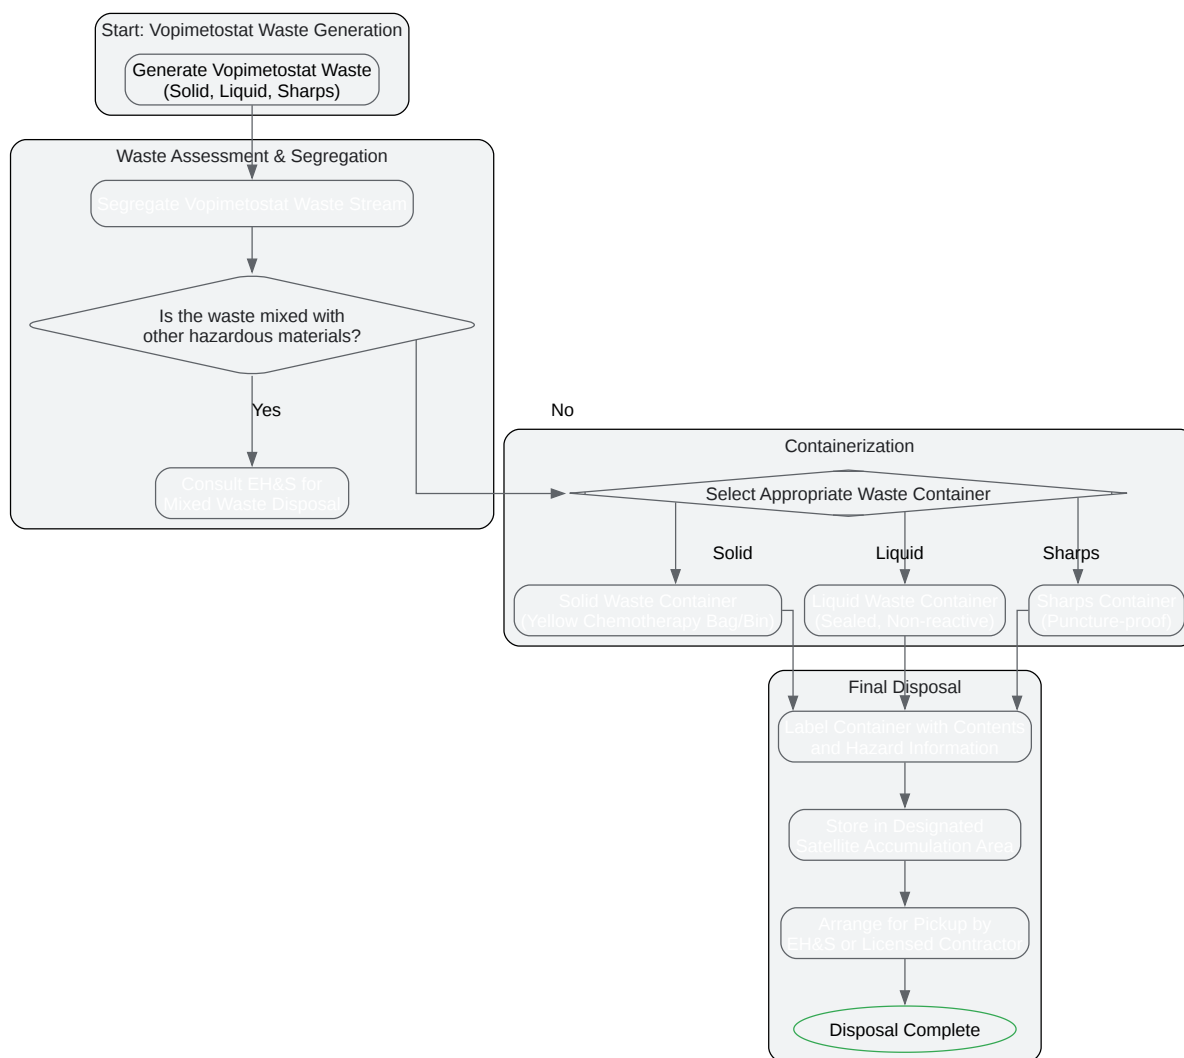 Start: Vopimetostat Waste Generation
Generate Vopimetostat Waste
(Solid, Liquid, Sharps)
Waste Assessment & Segregation
Segregate Vopimetostat Waste Stream
Is the waste mixed with
other hazardous materials?
Yes
No
Consult EH&S for
Mixed Waste Disposal
Containerization
Select Appropriate Waste Container
Solid
Liquid
Sharps
Solid Waste Container
(Yellow Chemotherapy Bag/Bin)
Liquid Waste Container
(Sealed, Non-reactive)
Sharps Container
(Puncture-proof)
Final Disposal
Label Container with Contents
and Hazard Information
Store in Designated
Satellite Accumulation Area
Arrange for Pickup by
EH&S or Licensed Contractor
Disposal Complete